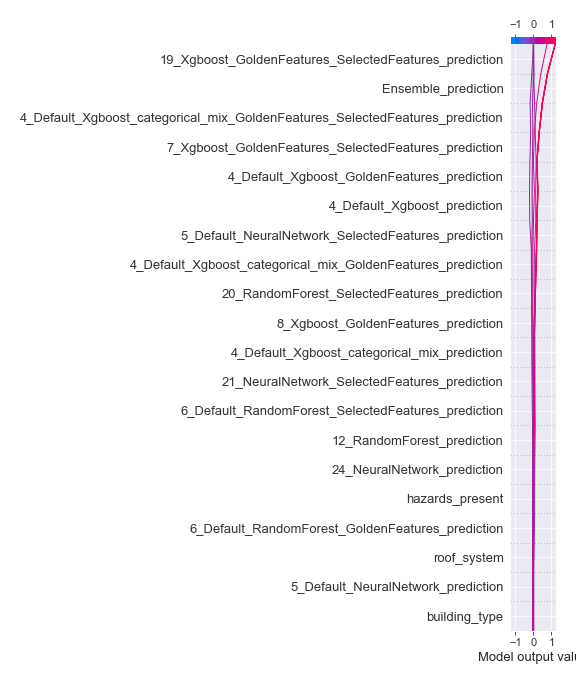 −1 0 1
19_Xgboost_GoldenFeatures_SelectedFeatures_prediction
Ensemble_prediction
4_Default_Xgboost_categorical_mix_GoldenFeatures_SelectedFeatures_prediction
7_Xgboost_GoldenFeatures_SelectedFeatures_prediction
4_Default_Xgboost_GoldenFeatures_prediction
4_Default_Xgboost_prediction
5_Default_NeuralNetwork_SelectedFeatures_prediction
4_Default_Xgboost_categorical_mix_GoldenFeatures_prediction
20_RandomForest_SelectedFeatures_prediction
8_Xgboost_GoldenFeatures_prediction
4_Default_Xgboost_categorical_mix_prediction
21_NeuralNetwork_SelectedFeatures_prediction
6_Default_RandomForest_SelectedFeatures_prediction
12_RandomForest_prediction
24_NeuralNetwork_prediction
hazards_present
6_Default_RandomForest_GoldenFeatures_prediction
roof_system
5_Default_NeuralNetwork_prediction
building_type
−1 0 1
Model output valu